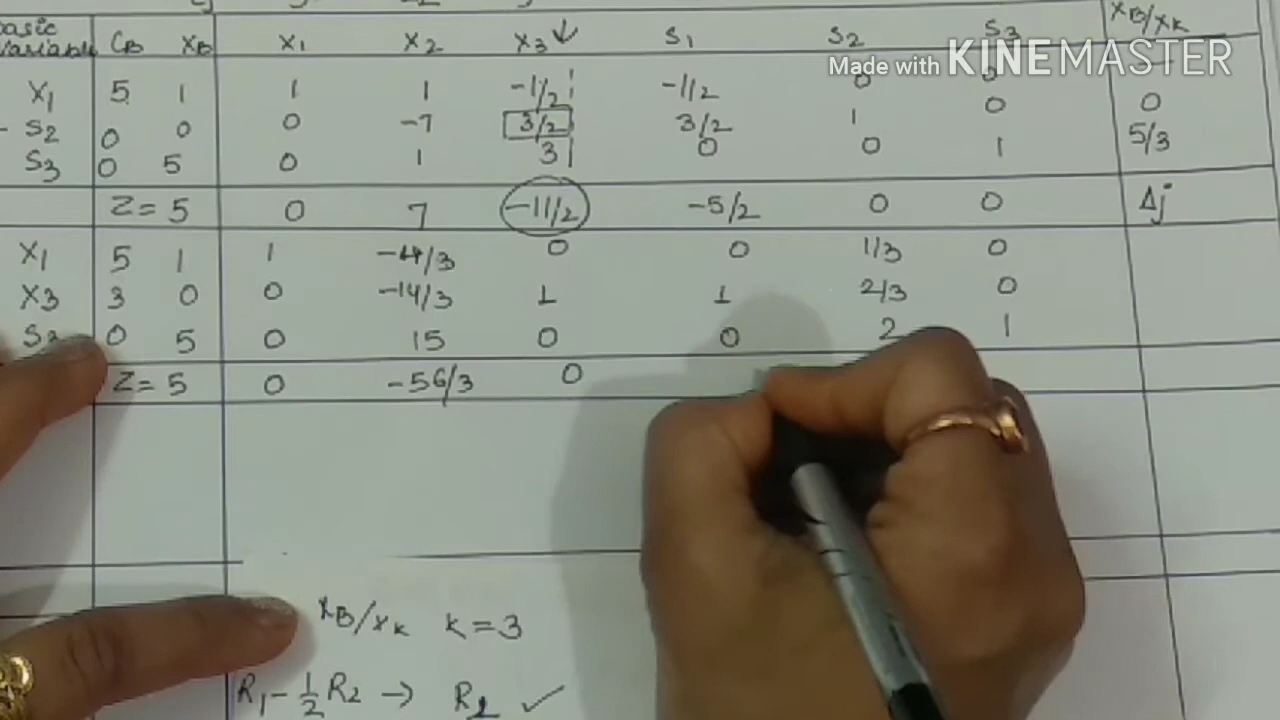 basic variable CB XB X1 X2 X3 ↓ S1 S2 S3 XB/XK
Made with KINEMASTER
X1 5 1 1 1 -1/2 -1/2 0 0 —
- S2 0 0 0 -7 3/2 3/2 1 0 0
S3 0 5 0 1 3 0 0 1 5/3
Z = 5 0 7 -11/2 -5/2 0 0 Δj
X1 5 1 1 -4/3 0 0 1/3 0
X3 3 0 0 -14/3 1 1 2/3 0
0 5 0 15 0 0 2 1
Z = 5 0 -56/3 0
XB/XK K = 3
R1 - 1/2 R2 → ✓